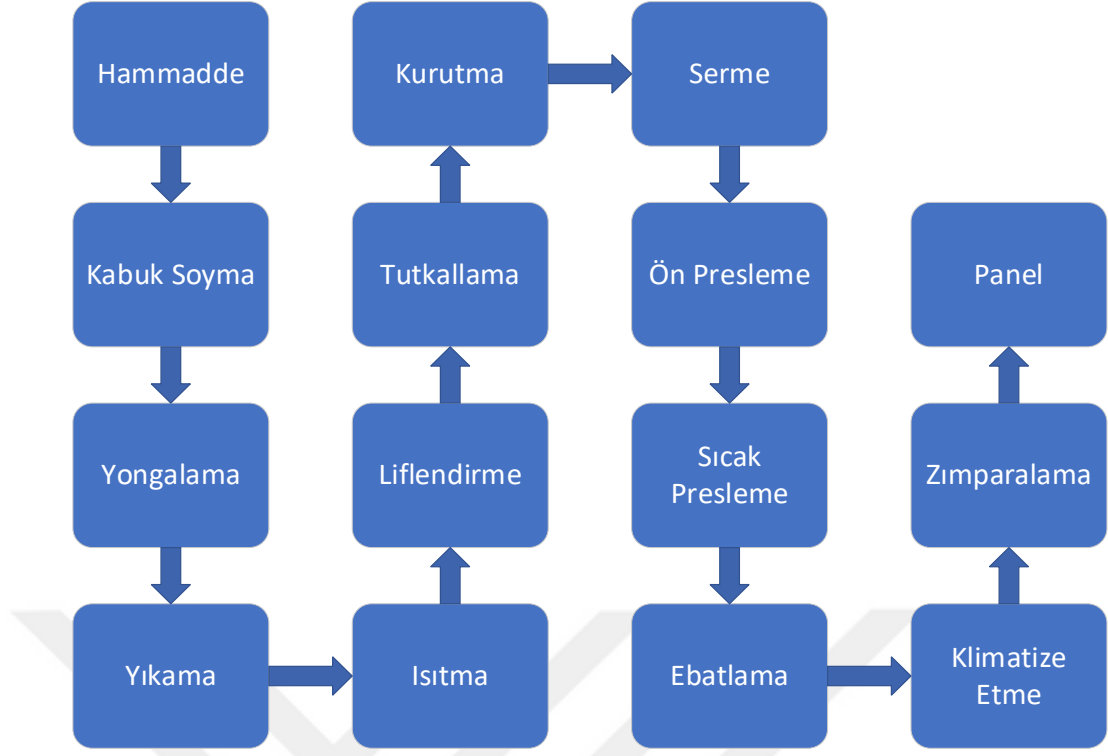 Hammadde
Kabuk Soyma
Yongalama
Yıkama
Isıtma
Liflendirme
Tutkallama
Kurutma
Serme
Ön Presleme
Sıcak
Presleme
Ebatlama
Klimatize
Etme
Zımparalama
Panel